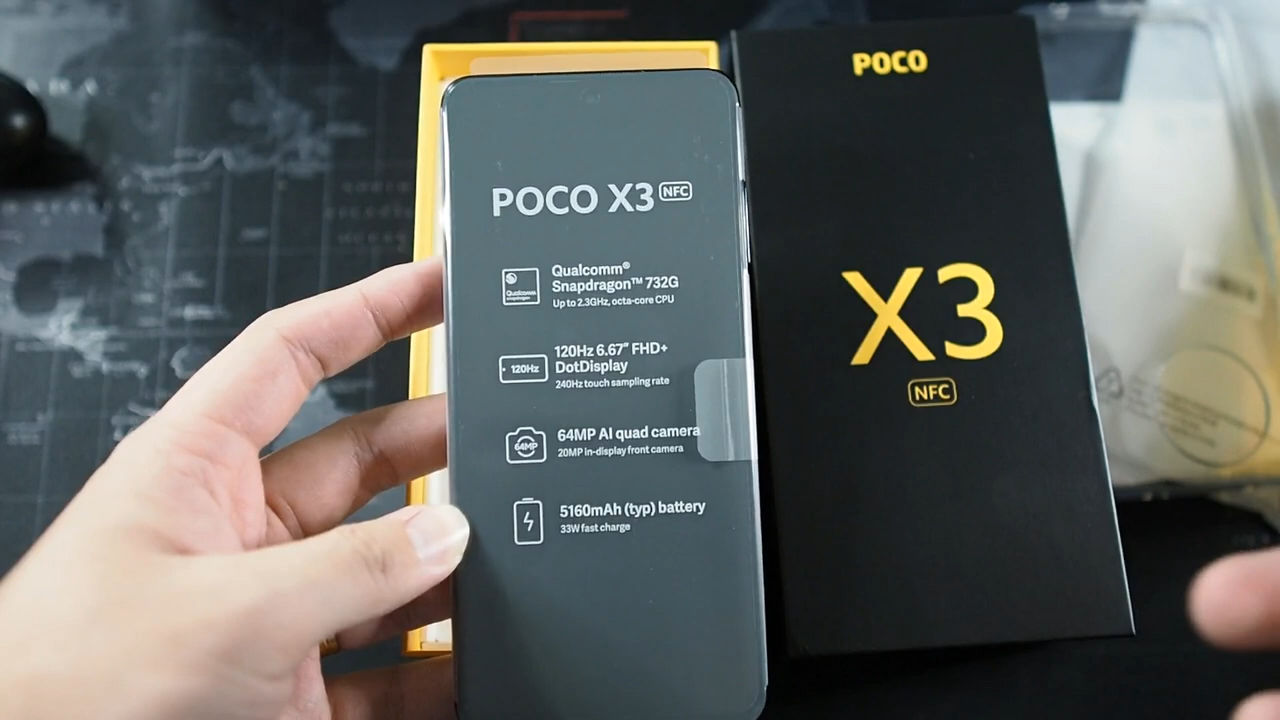 POCO X3 NFC
Qualcomm
snapdragon
Qualcomm®
Snapdragon™ 732G
Up to 2.3GHz, octa-core CPU
120Hz
120Hz 6.67" FHD+
DotDisplay
240Hz touch sampling rate
64MP
64MP AI quad camera
20MP in-display front camera
5160mAh (typ) battery
33W fast charge
POCO
X3
NFC